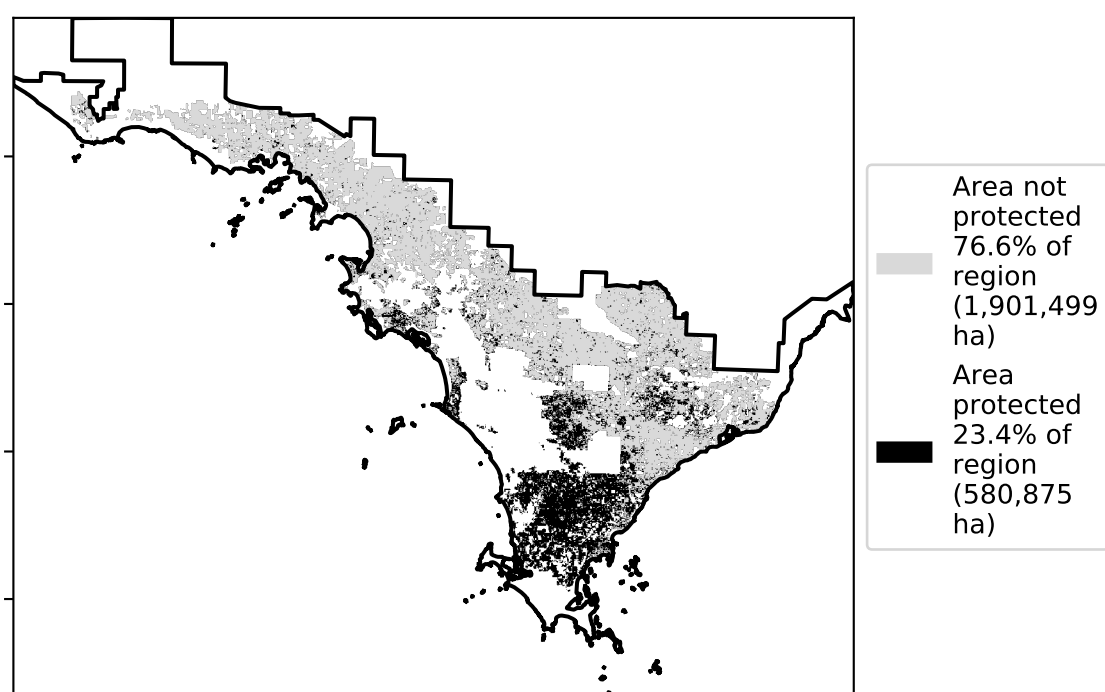 Area not
protected
76.6% of
region
(1,901,499
ha)
Area
protected
23.4% of
region
(580,875
ha)